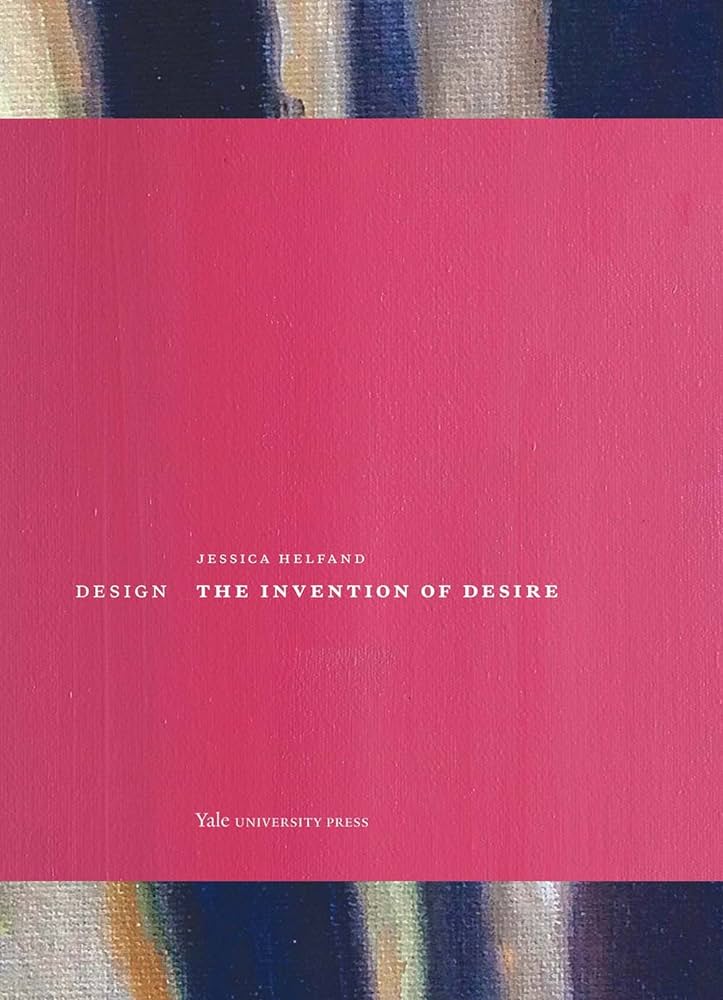 JESSICA HELFAND
DESIGN THE INVENTION OF DESIRE
Yale UNIVERSITY PRESS